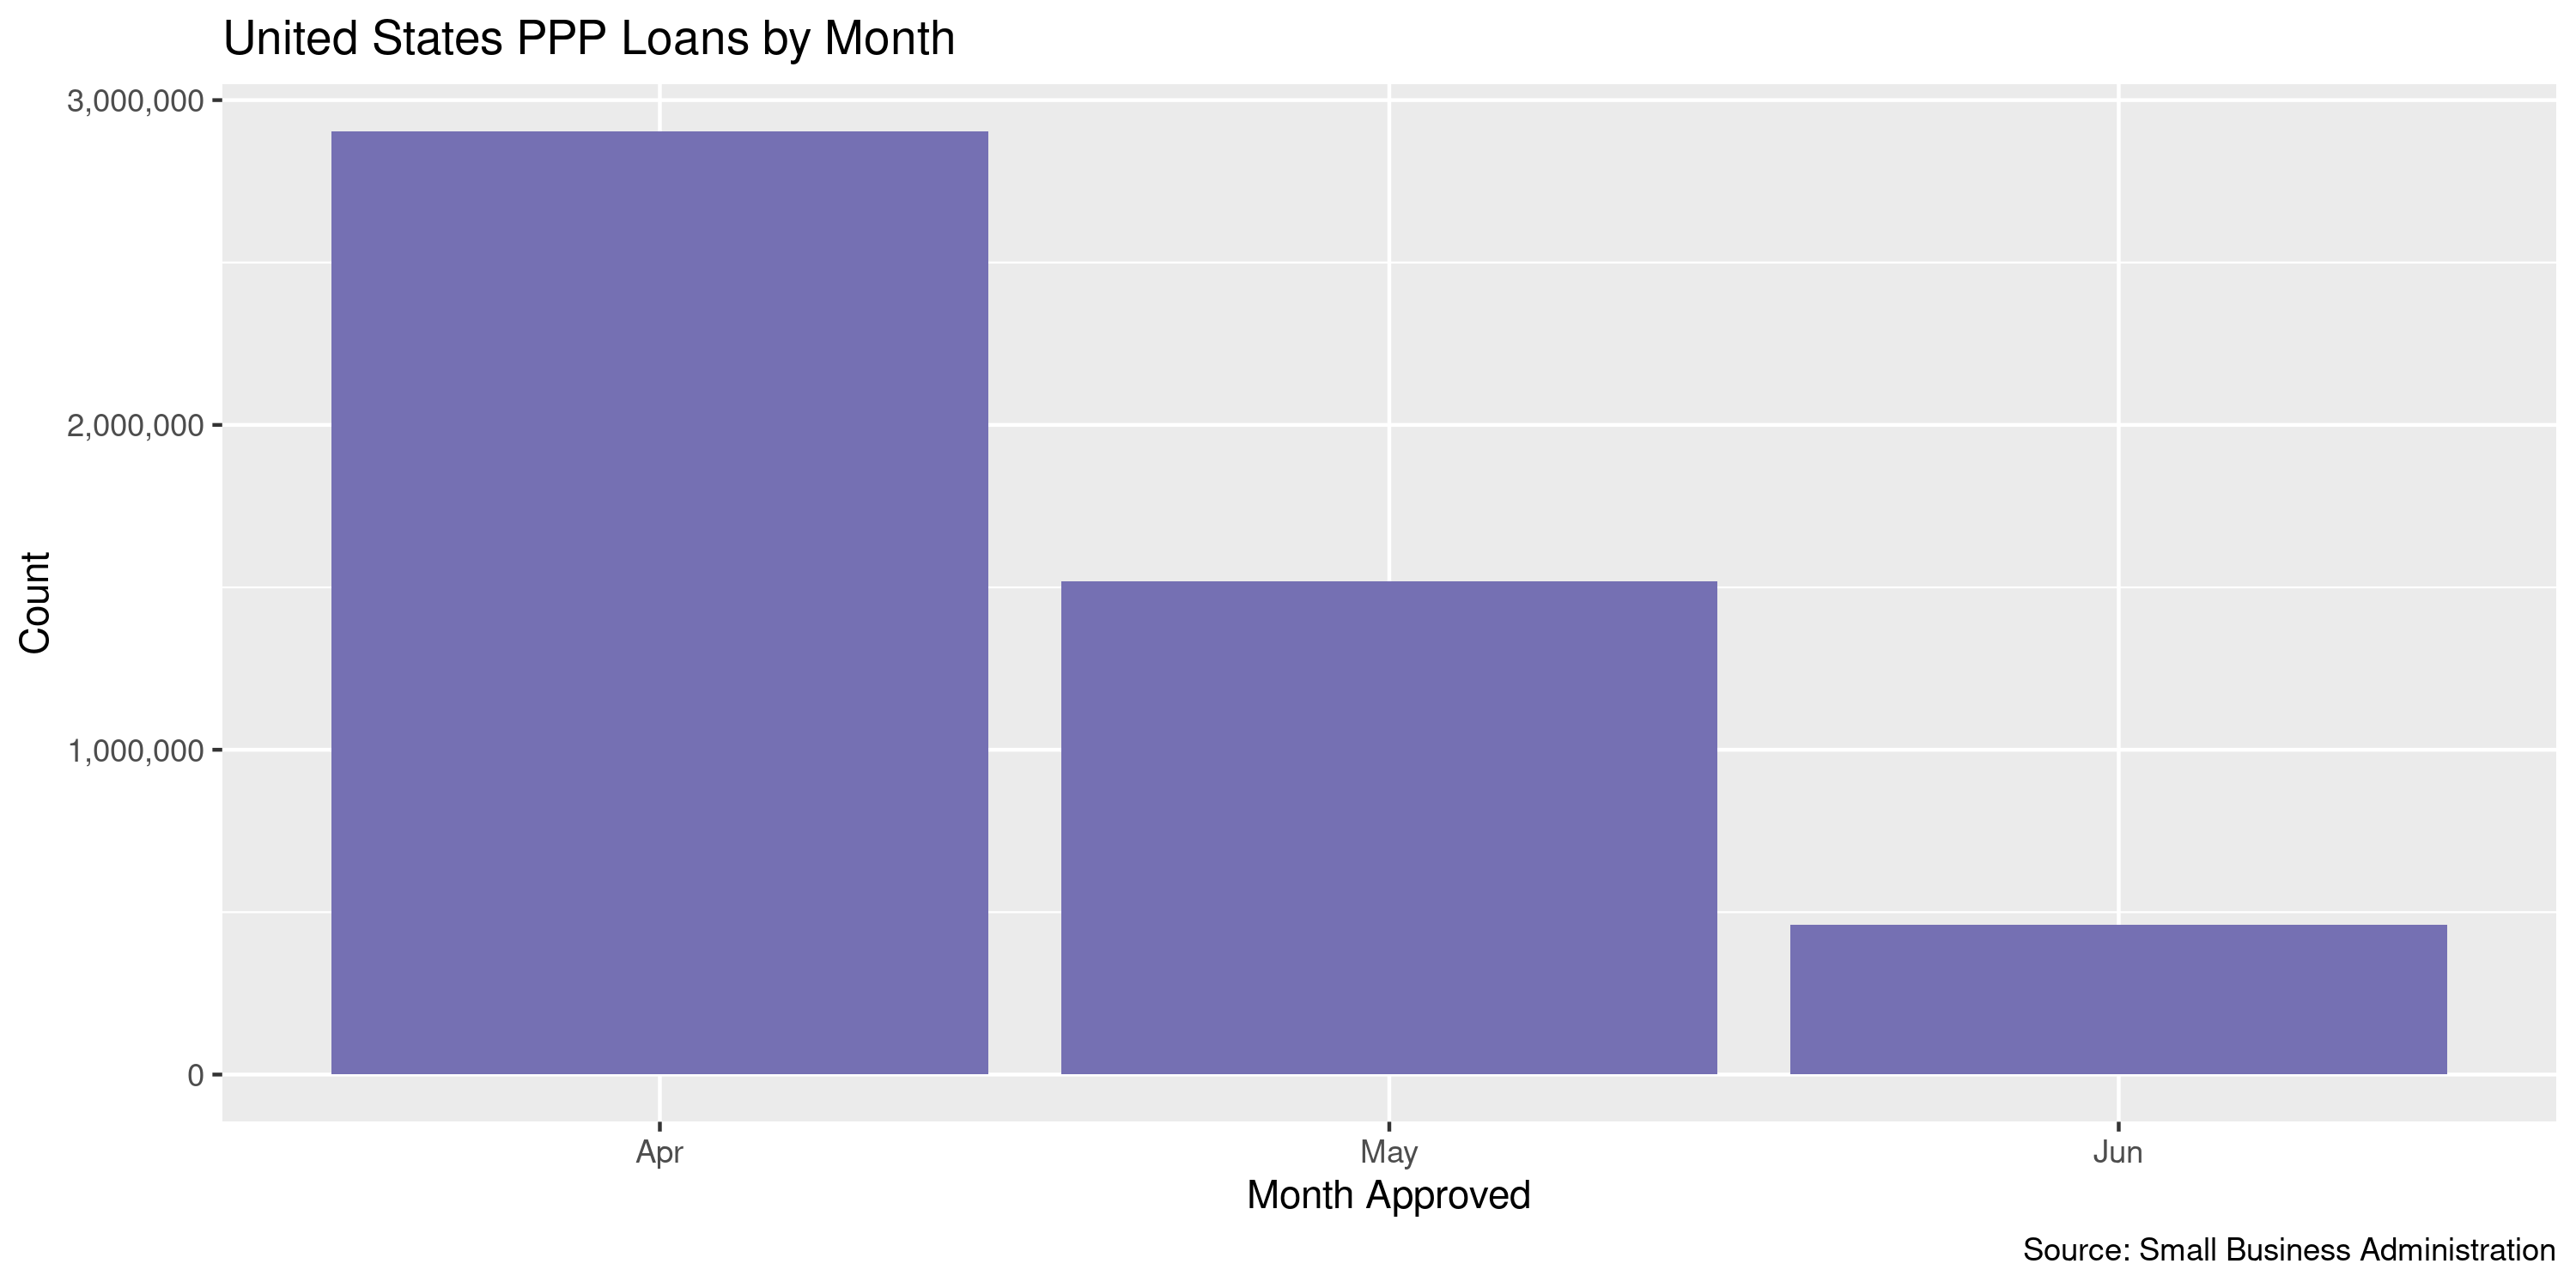 United States PPP Loans by Month
3,000,000
2,000,000
1,000,000
0
Count
Apr
May
Jun
Month Approved
Source: Small Business Administration